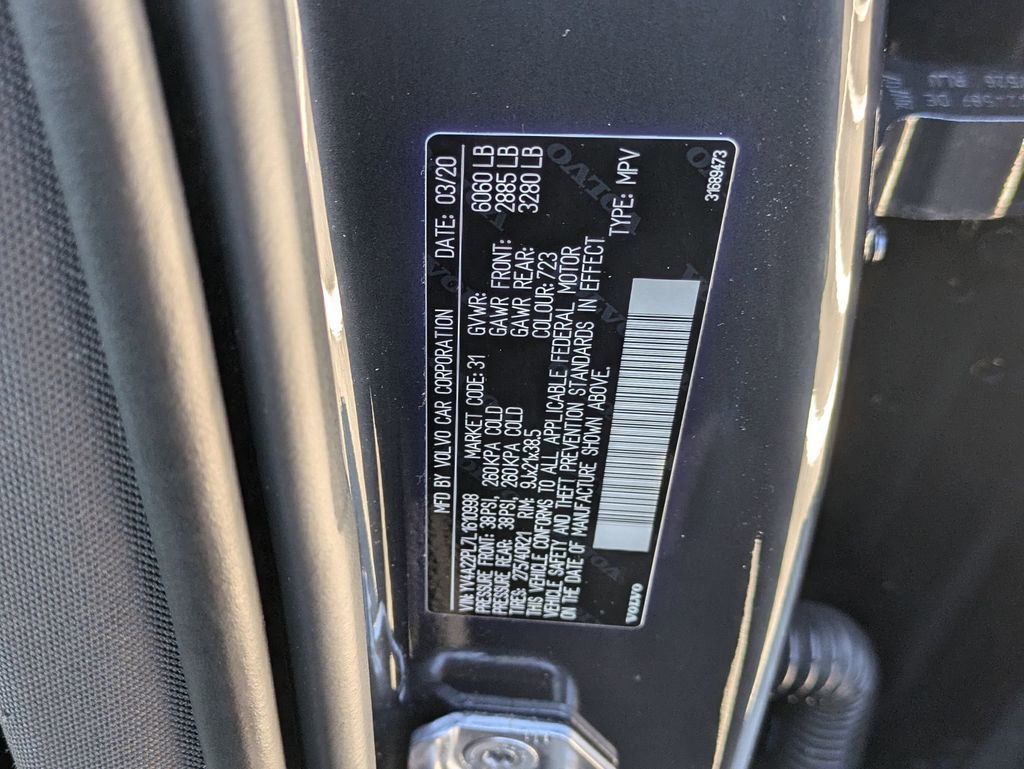 MFD BY VOLVO CAR CORPORATION DATE: 03/20
VIN: YV4A22PL7L1610998 MARKET CODE: 31 GVWR: 6060 LB
PRESSURE FRONT: 38PSI, 260KPA COLD GAWR FRONT: 2885 LB
PRESSURE REAR: 38PSI, 260KPA COLD GAWR REAR: 3280 LB
TIRES: 275/40R21 RIM: 9Jx21x38.5 COLOUR: 723
THIS VEHICLE CONFORMS TO ALL APPLICABLE FEDERAL MOTOR
VEHICLE SAFETY AND THEFT PREVENTION STANDARDS IN EFFECT
ON THE DATE OF MANUFACTURE SHOWN ABOVE.
TYPE: MPV
VOLVO
31689473